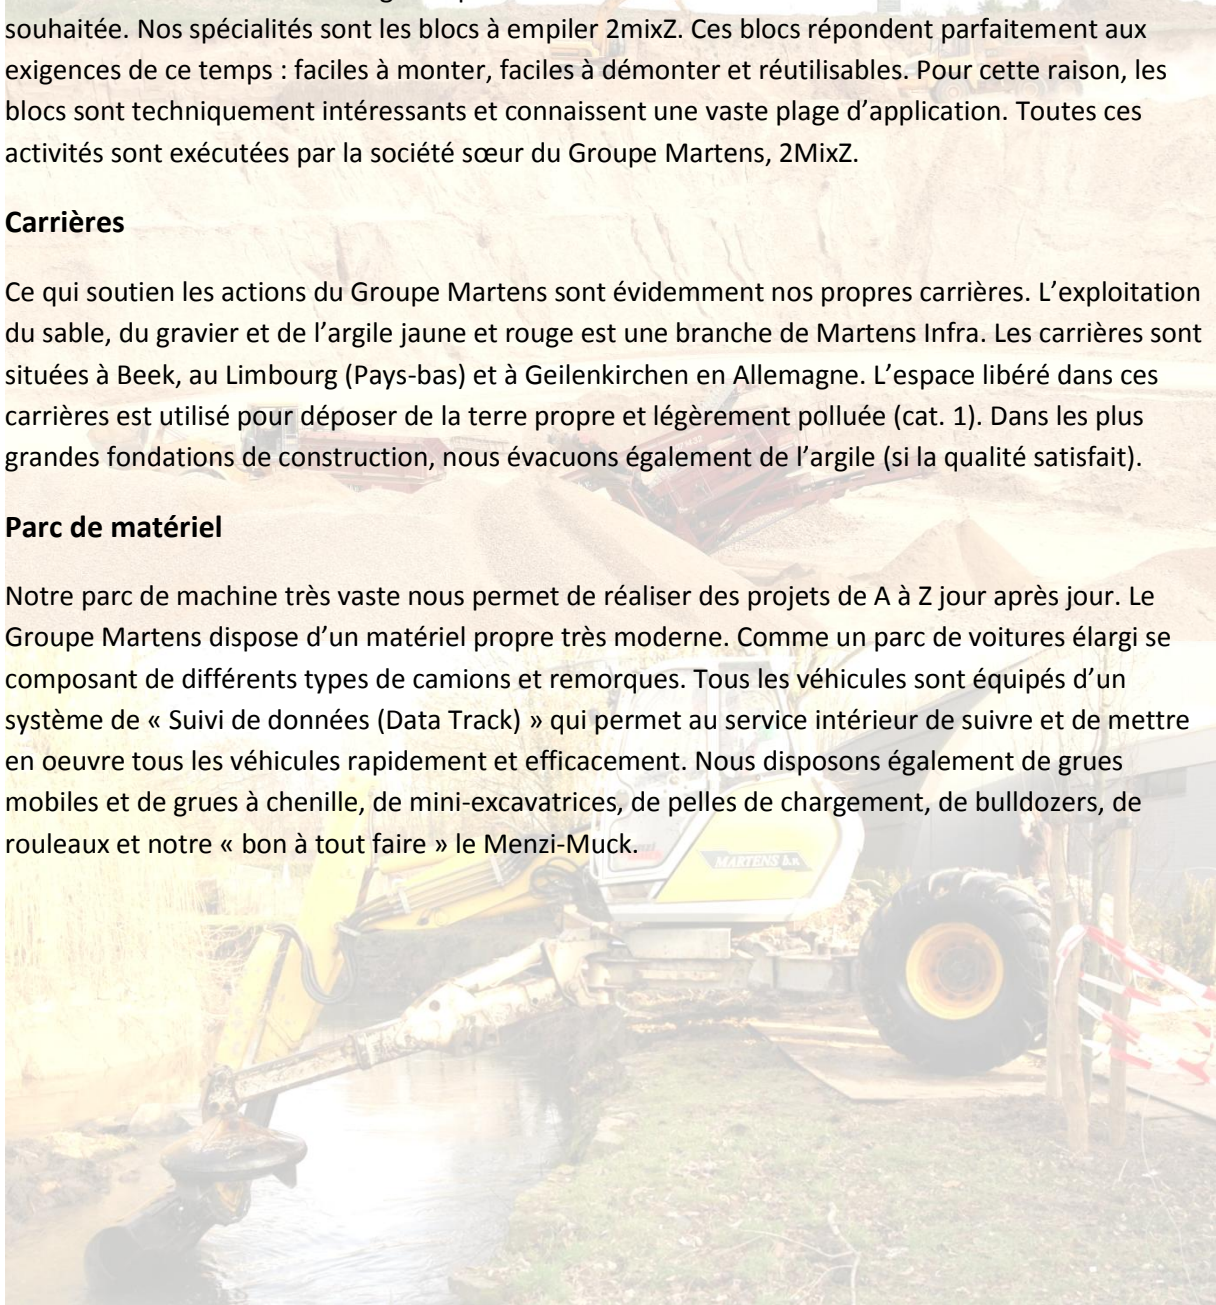 souhaitée. Nos spécialités sont les blocs à empiler 2mixZ. Ces blocs répondent parfaitement aux
exigences de ce temps : faciles à monter, faciles à démonter et réutilisables. Pour cette raison, les
blocs sont techniquement intéressants et connaissent une vaste plage d’application. Toutes ces
activités sont exécutées par la société sœur du Groupe Martens, 2MixZ.
Carrières
Ce qui soutien les actions du Groupe Martens sont évidemment nos propres carrières. L’exploitation
du sable, du gravier et de l’argile jaune et rouge est une branche de Martens Infra. Les carrières sont
situées à Beek, au Limbourg (Pays-bas) et à Geilenkirchen en Allemagne. L’espace libéré dans ces
carrières est utilisé pour déposer de la terre propre et légèrement polluée (cat. 1). Dans les plus
grandes fondations de construction, nous évacuons également de l’argile (si la qualité satisfait).
Parc de matériel
Notre parc de machine très vaste nous permet de réaliser des projets de A à Z jour après jour. Le
Groupe Martens dispose d’un matériel propre très moderne. Comme un parc de voitures élargi se
composant de différents types de camions et remorques. Tous les véhicules sont équipés d’un
système de « Suivi de données (Data Track) » qui permet au service intérieur de suivre et de mettre
en oeuvre tous les véhicules rapidement et efficacement. Nous disposons également de grues
mobiles et de grues à chenille, de mini-excavatrices, de pelles de chargement, de bulldozers, de
rouleaux et notre « bon à tout faire » le Menzi-Muck.
MARTENS b.v.